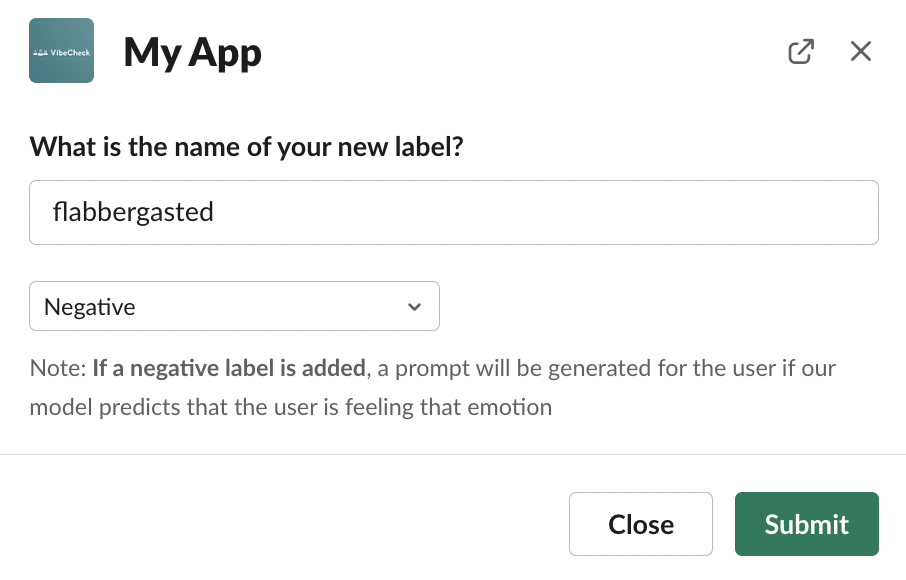 VibeCheck
My App
What is the name of your new label?
flabbergasted
Negative
Note: If a negative label is added, a prompt will be generated for the user if our
model predicts that the user is feeling that emotion
Close
Submit